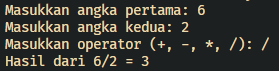 Masukkan angka pertama: 6
Masukkan angka kedua: 2
Masukkan operator (+, -, *, /): /
Hasil dari 6/2 = 3